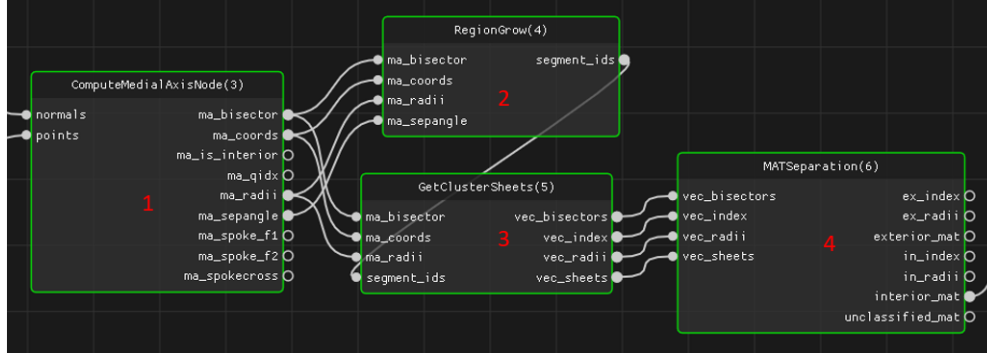 ComputeMedialAxisNode(3)
normals
points
ma_bisector
ma_coords
ma_is_interior
ma_qidx
ma_radii
ma_sepangle
ma_spoke_f1
ma_spoke_f2
ma_spokecross
1
RegionGrow(4)
ma_bisector
ma_coords
ma_radii
ma_sepangle
segment_ids
2
GetClusterSheets(5)
ma_bisector
ma_coords
ma_radii
segment_ids
vec_bisectors
vec_index
vec_radii
vec_sheets
3
MATSeparation(6)
vec_bisectors
vec_index
vec_radii
vec_sheets
ex_index
ex_radii
exterior_mat
in_index
in_radii
interior_mat
unclassified_mat
4